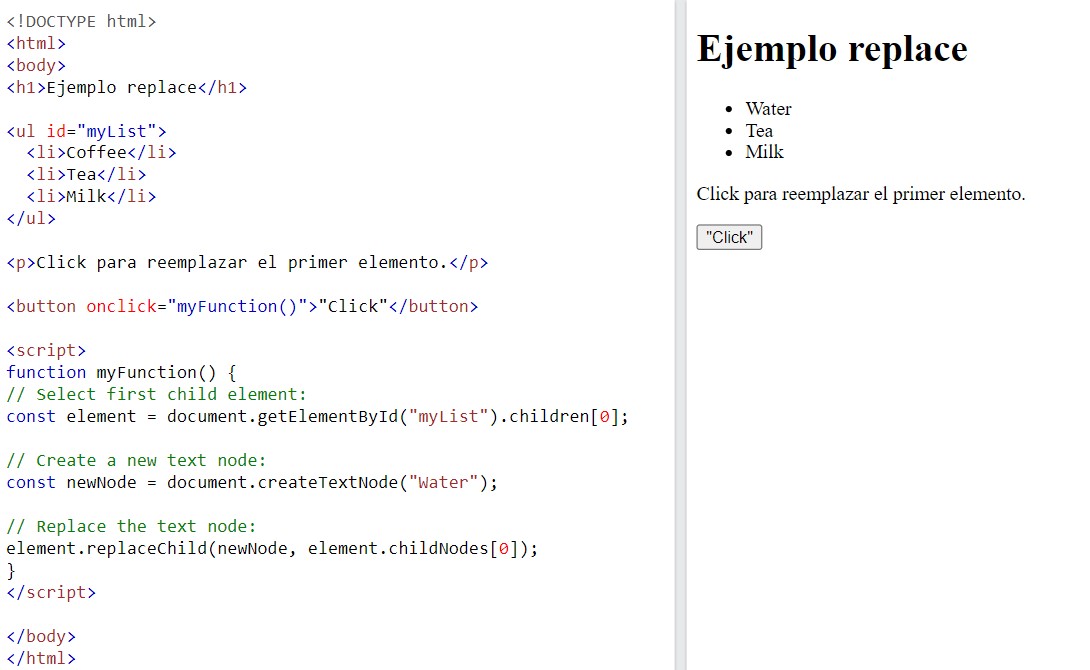 <!DOCTYPE html>
<html>
<body>
<h1>Ejemplo replace</h1>

<ul id="myList">
  <li>Coffee</li>
  <li>Tea</li>
  <li>Milk</li>
</ul>

<p>Click para reemplazar el primer elemento.</p>

<button onclick="myFunction()">"Click"</button>

<script>
function myFunction() {
// Select first child element:
const element = document.getElementById("myList").children[0];

// Create a new text node:
const newNode = document.createTextNode("Water");

// Replace the text node:
element.replaceChild(newNode, element.childNodes[0]);
}
</script>

</body>
</html>
Ejemplo replace
• Water
• Tea
• Milk
Click para reemplazar el primer elemento.
"Click"